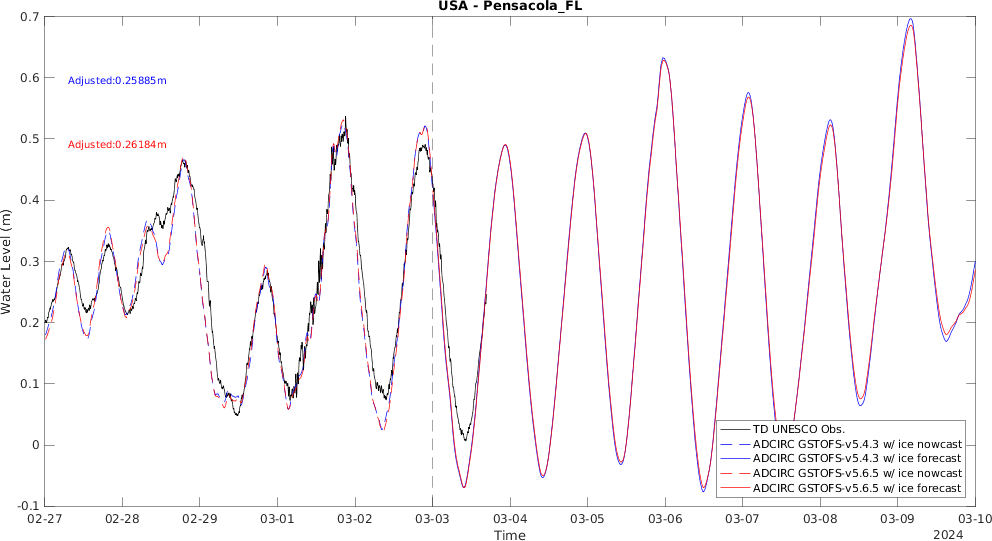 USA - Pensacola_FL
0.7
0.6
0.5
0.4
0.3
0.2
0.1
0
-0.1
Water Level (m)
Adjusted:0.25885m
Adjusted:0.26184m
TD UNESCO Obs.
ADCIRC GSTOFS-v5.4.3 w/ ice nowcast
ADCIRC GSTOFS-v5.4.3 w/ ice forecast
ADCIRC GSTOFS-v5.6.5 w/ ice nowcast
ADCIRC GSTOFS-v5.6.5 w/ ice forecast
02-27 02-28 02-29 03-01 03-02 03-03 03-04 03-05 03-06 03-07 03-08 03-09 03-10
Time
2024